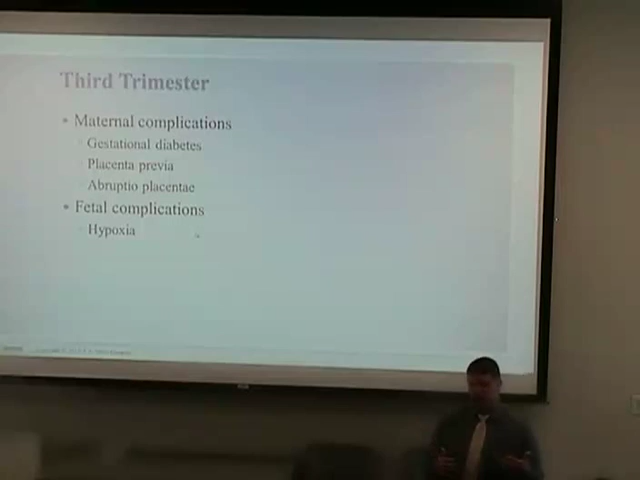 Third Trimester
• Maternal complications
Gestational diabetes
Placenta previa
Abruptio placentae
• Fetal complications
Hypoxia